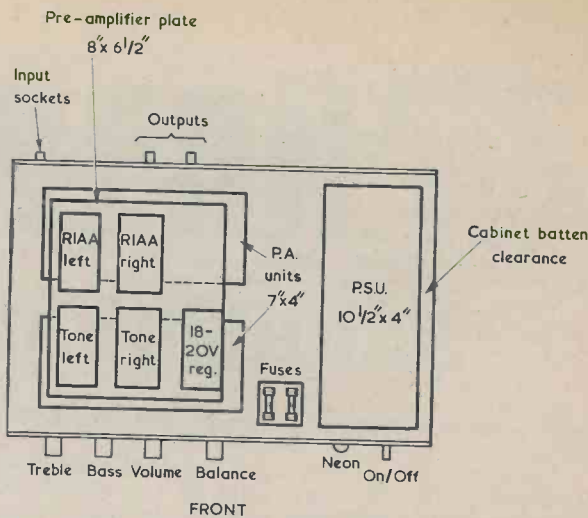 Pre-amplifier plate
8" x 6 1/2"
Input
sockets
Outputs
RIAA
left
RIAA
right
P.A.
units
7"x4"
Cabinet batten
clearance
P.S.U.
10 1/2" x 4"
Tone
left
Tone
right
18-
20V
reg.
Fuses
Treble
Bass
Volume
Balance
Neon
On/Off
FRONT